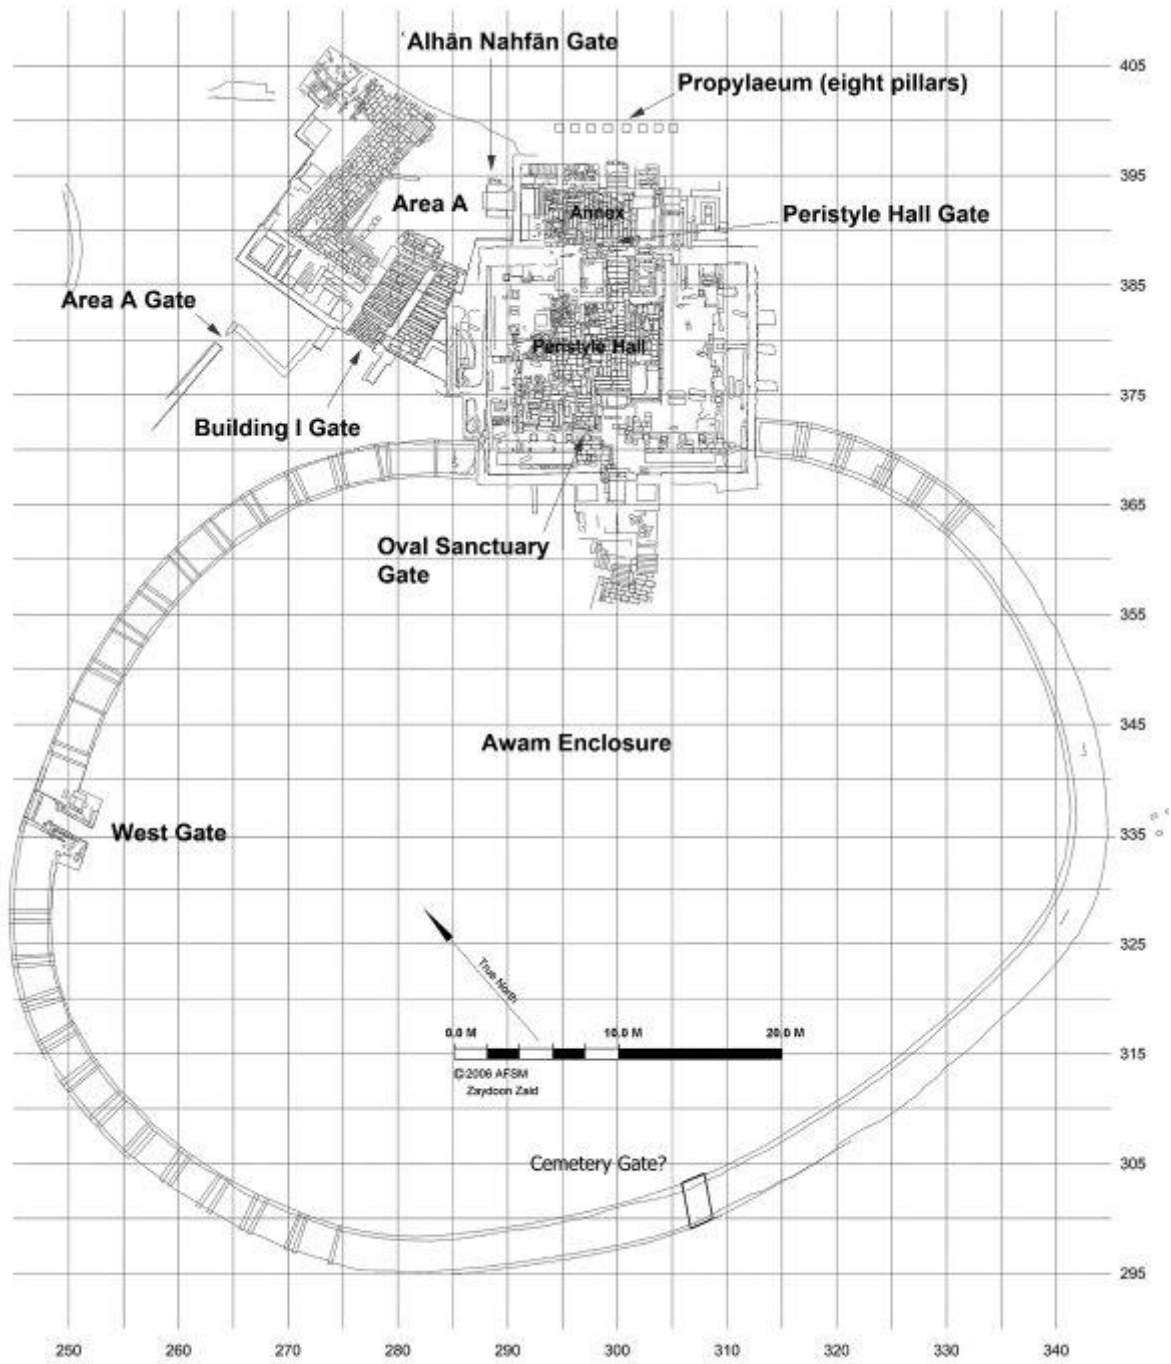 ‘Alhān Nahfān Gate
405
Propylaeum (eight pillars)
395
Area A
Annex
Peristyle Hall Gate
385
Area A Gate
Peristyle Hall
375
Building I Gate
365
Oval Sanctuary
Gate
355
345
Awam Enclosure
West Gate
335
325
True North
0,0 M
10,0 M
20,0 M
315
©2006 AFSM
Zaydoon Zaid
Cemetery Gate?
305
295
250
260
270
280
290
300
310
320
330
340